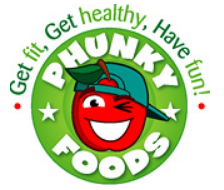 Get fit, Get healthy, Have fun!
PHUNKY
FOODS